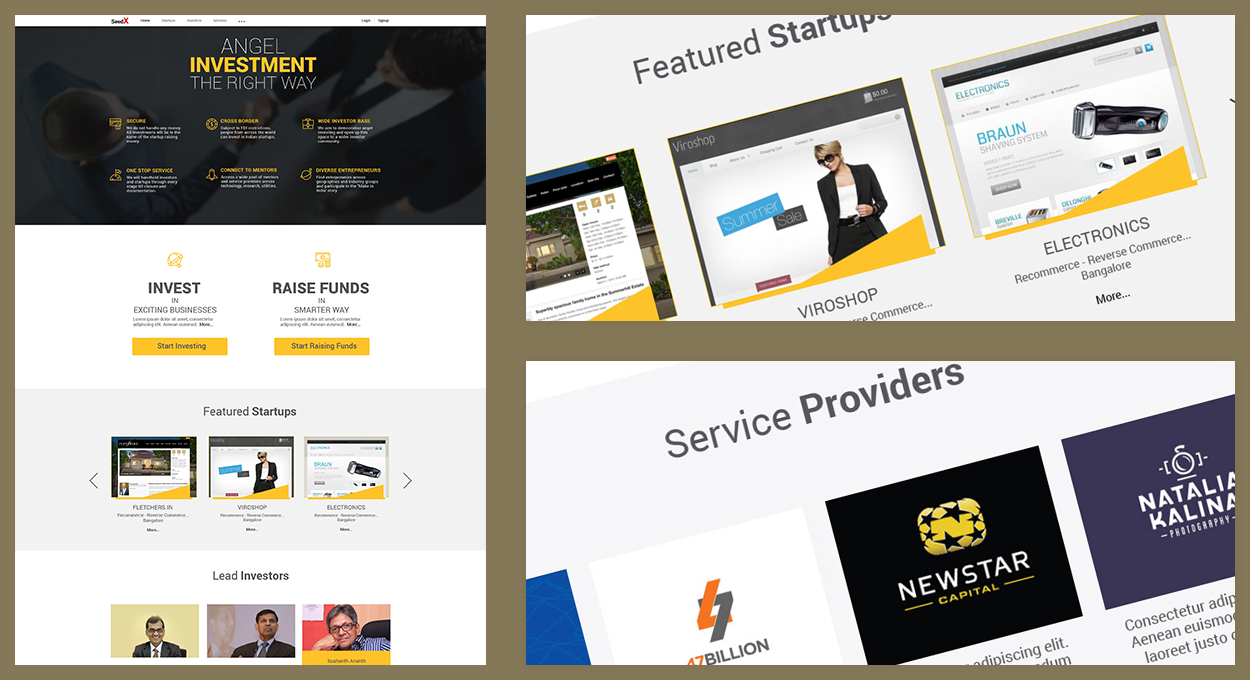 SeedX
Home
Startups
Investors
Services
Login
Signup
ANGEL
INVESTMENT
THE RIGHT WAY
SECURE
We do not handle any money.
All investments will be in the
name of the startup raising
money.
CROSS BORDER
Subject to FDI restrictions,
people from across the world
can invest in Indian startups.
WIDE INVESTOR BASE
We aim to democratise angel
investing and open up this
space to a wider investor
community.
ONE STOP SERVICE
We will handhold investors
and startups through every
stage till closure and
documentation.
CONNECT TO MENTORS
Access a wide pool of mentors
and service providers across
technology, research, utilities.
DIVERSE ENTREPRENEURS
Find entrepreneurs across
geographies and industry groups
and participate in the "Make in
India" story.
INVEST
IN
EXCITING BUSINESSES
Lorem ipsum dolor sit amet, consectetur
adipiscing elit. Aenean euismod. More...
Start Investing
RAISE FUNDS
IN
SMARTER WAY
Lorem ipsum dolor sit amet, consectetur
adipiscing elit. Aenean euismod. More...
Start Raising Funds
Featured Startups
FLETCHERS.IN
Recommerce - Reverse Commerce...
Bangalore
More...
VIROSHOP
Recommerce - Reverse Commerce...
Bangalore
More...
ELECTRONICS
Recommerce - Reverse Commerce...
Bangalore
More...
Lead Investors
Sushanth Ananth
Featured Startups
Superbly spacious family home in the Summerhill Estate
Viroshop
$0.00
Home
Blog
About Us
Shopping Cart
Contact Us
Summer
Sale
VIROSHOP
se Commerce...
ELECTRONICS
BRAUN
SHAVING SYSTEM
SHOP NOW
BREVILLE
DELONGHI
ELECTRONICS
Recommerce - Reverse Commerce...
Bangalore
More...
Service Providers
47BILLION
NEWSTAR
CAPITAL
adipiscing elit.
NATALIA
KALINA
PHOTOGRAPHY
Consectetur adip
Aenean euismo
laoreet justo